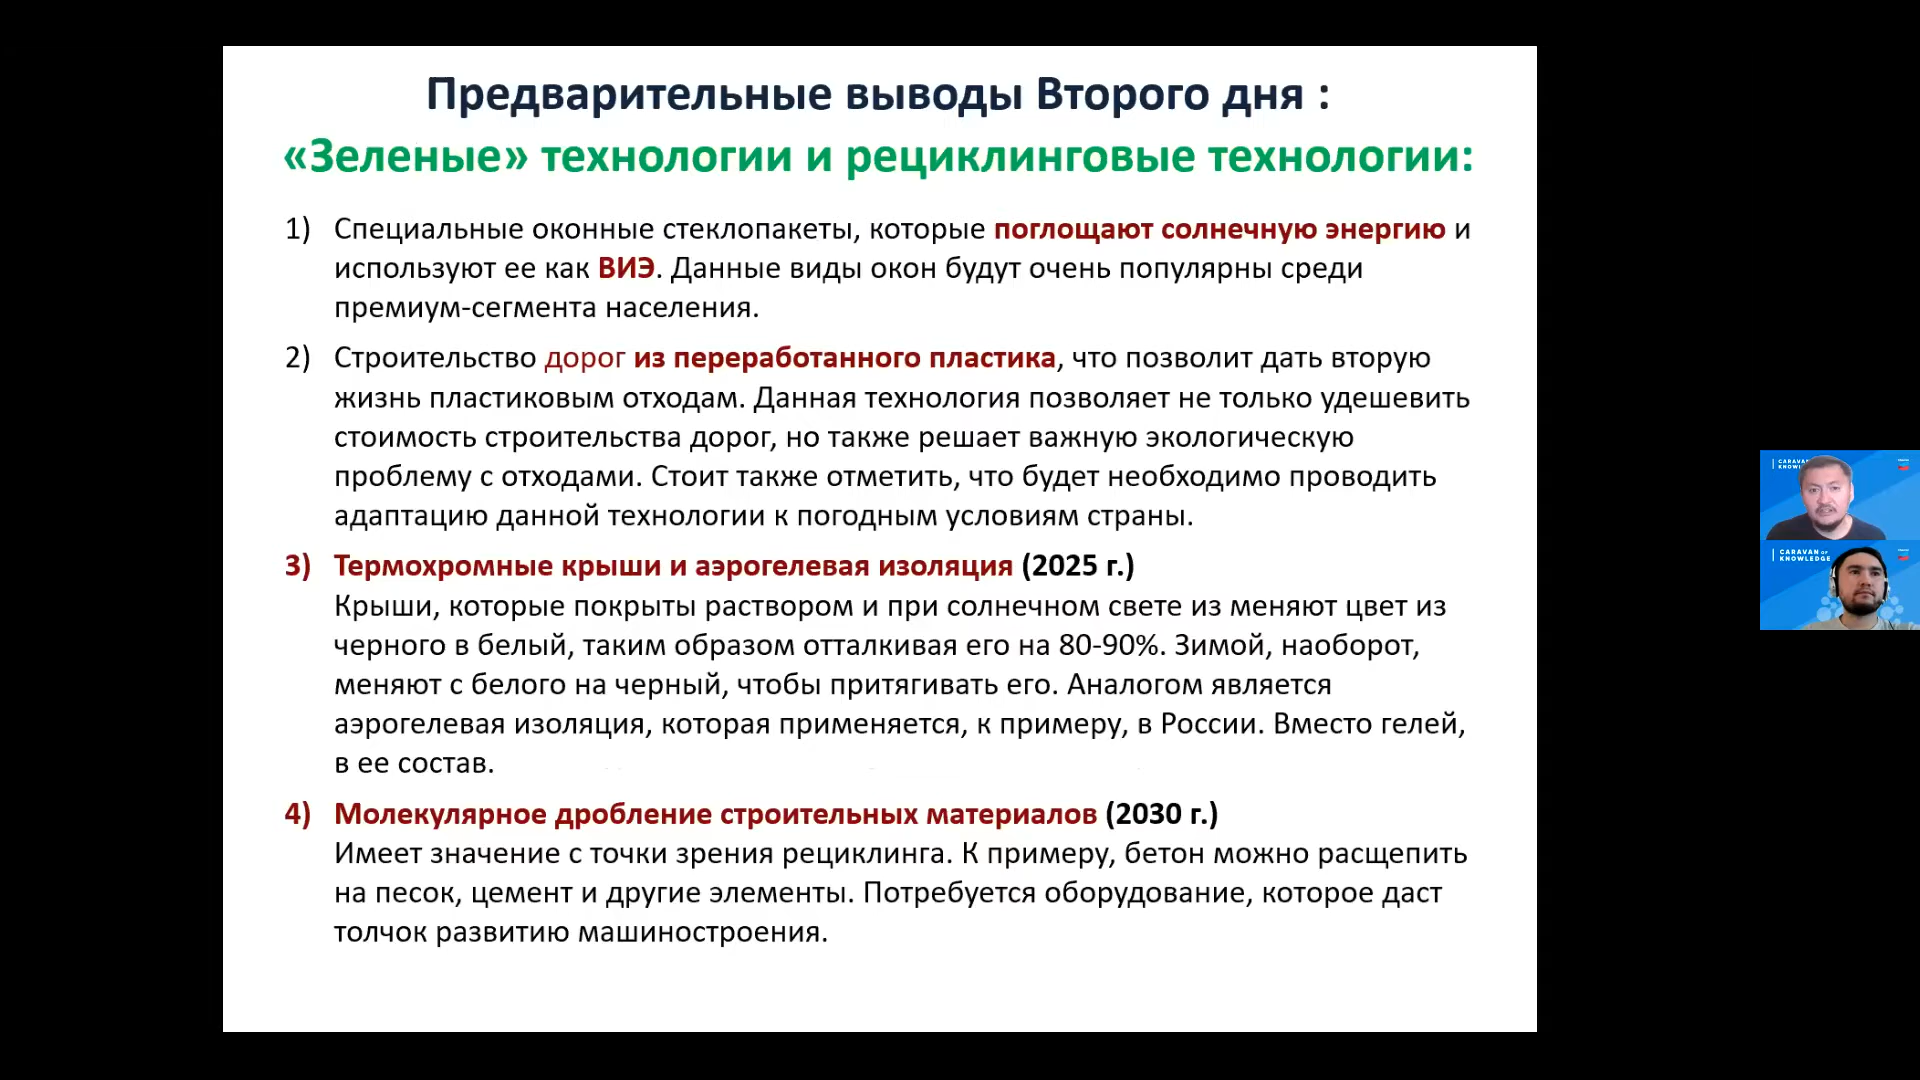 Предварительные выводы Второго дня :
«Зеленые» технологии и рециклинговые технологии:
1) Специальные оконные стеклопакеты, которые поглощают солнечную энергию и
используют ее как ВИЭ. Данные виды окон будут очень популярны среди
премиум-сегмента населения.
2) Строительство дорог из переработанного пластика, что позволит дать вторую
жизнь пластиковым отходам. Данная технология позволяет не только удешевить
стоимость строительства дорог, но также решает важную экологическую
проблему с отходами. Стоит также отметить, что будет необходимо проводить
адаптацию данной технологии к погодным условиям страны.
3) Термохромные крыши и аэрогелевая изоляция (2025 г.)
Крыши, которые покрыты раствором и при солнечном свете из меняют цвет из
черного в белый, таким образом отталкивая его на 80-90%. Зимой, наоборот,
меняют с белого на черный, чтобы притягивать его. Аналогом является
аэрогелевая изоляция, которая применяется, к примеру, в России. Вместо гелей,
в ее состав.
4) Молекулярное дробление строительных материалов (2030 г.)
Имеет значение с точки зрения рециклинга. К примеру, бетон можно расщепить
на песок, цемент и другие элементы. Потребуется оборудование, которое даст
толчок развитию машиностроения.
CARAVAN OF
KNOWLEDGE